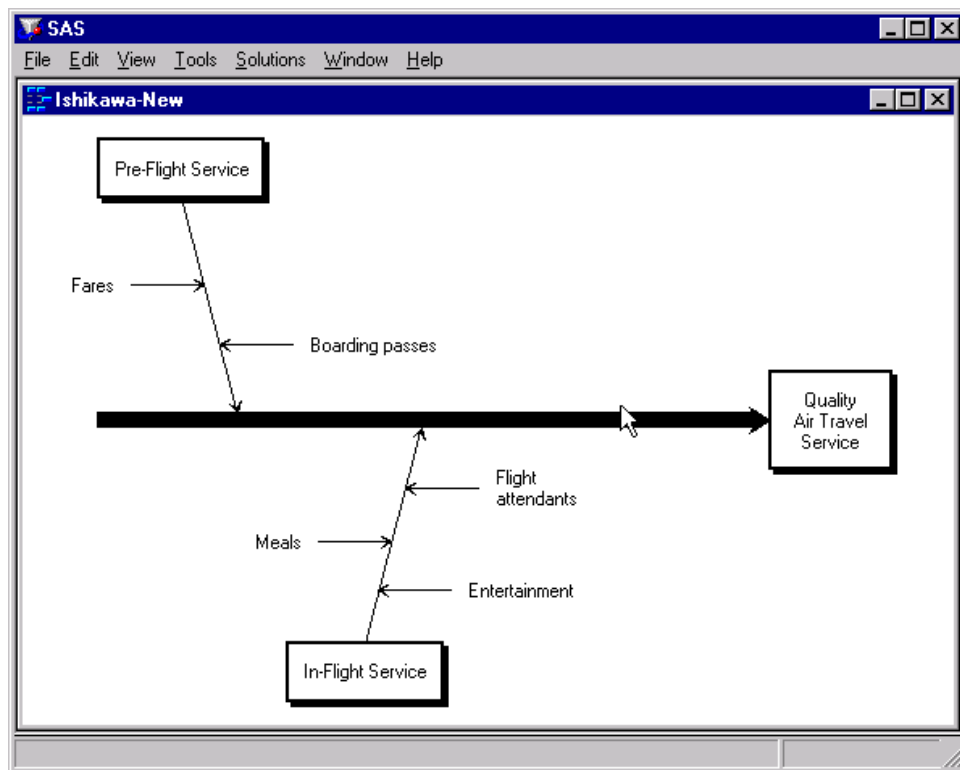 SAS
File Edit View Tools Solutions Window Help
Ishikawa-New
Pre-Flight Service
Fares
Boarding passes
Quality
Air Travel
Service
Flight
attendants
Meals
Entertainment
In-Flight Service